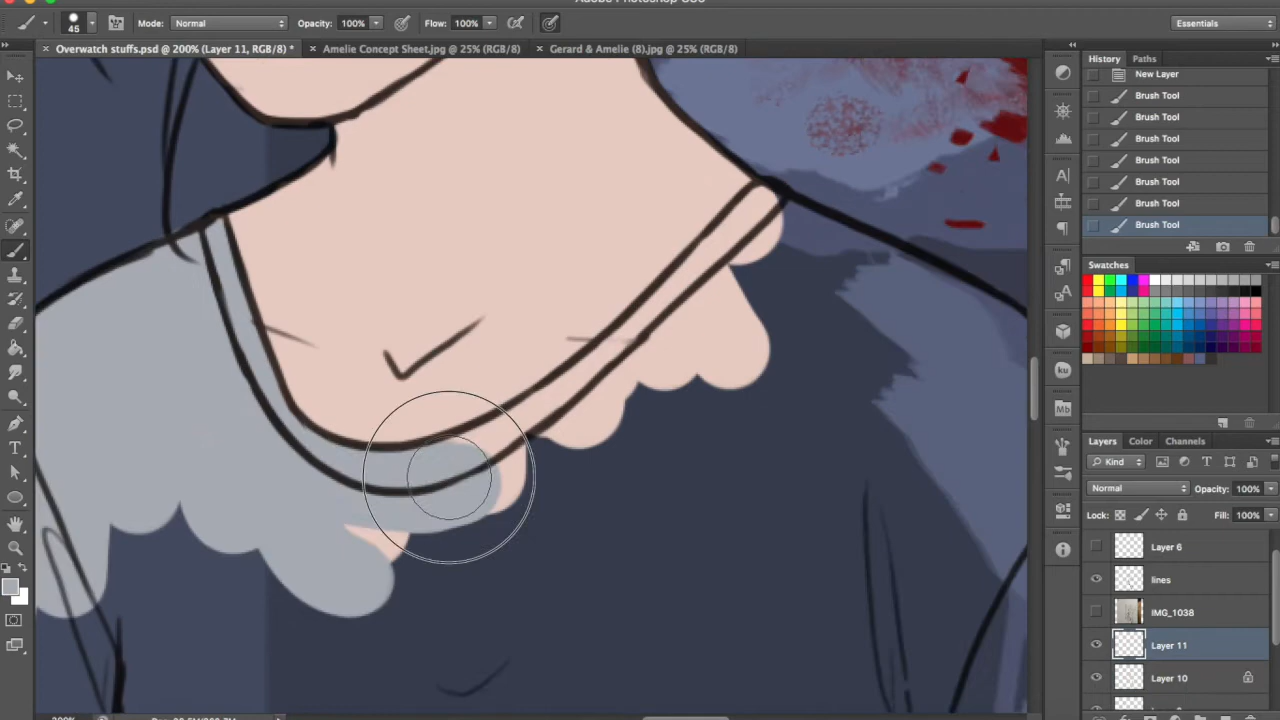 45
Mode: Normal
Opacity: 100%
Flow: 100%
Essentials
Overwatch stuffs.psd @ 200% (Layer 11, RGB/8) *
Amelie Concept Sheet.jpg @ 25% (RGB/8)
Gerard & Amelie (8).jpg @ 25% (RGB/8)
History
Paths
New Layer
Brush Tool
Brush Tool
Brush Tool
Brush Tool
Brush Tool
Brush Tool
Brush Tool
Swatches
Layers
Color
Channels
Kind
Normal
Opacity: 100%
Lock:
Fill: 100%
Layer 6
lines
IMG_1038
Layer 11
Layer 10